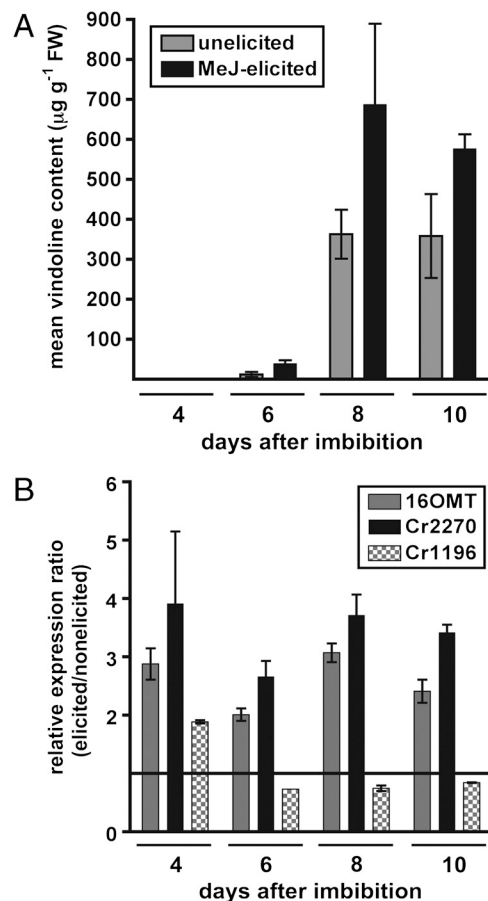 A
mean vindoline content (µg g⁻¹ FW)
900
800
700
600
500
400
300
200
100
unelicited
MeJ-elicited
4 6 8 10
days after imbibition
B
relative expression ratio
(elicited/nonelicited)
6
5
4
3
2
0
16OMT
Cr2270
Cr1196
4 6 8 10
days after imbibition